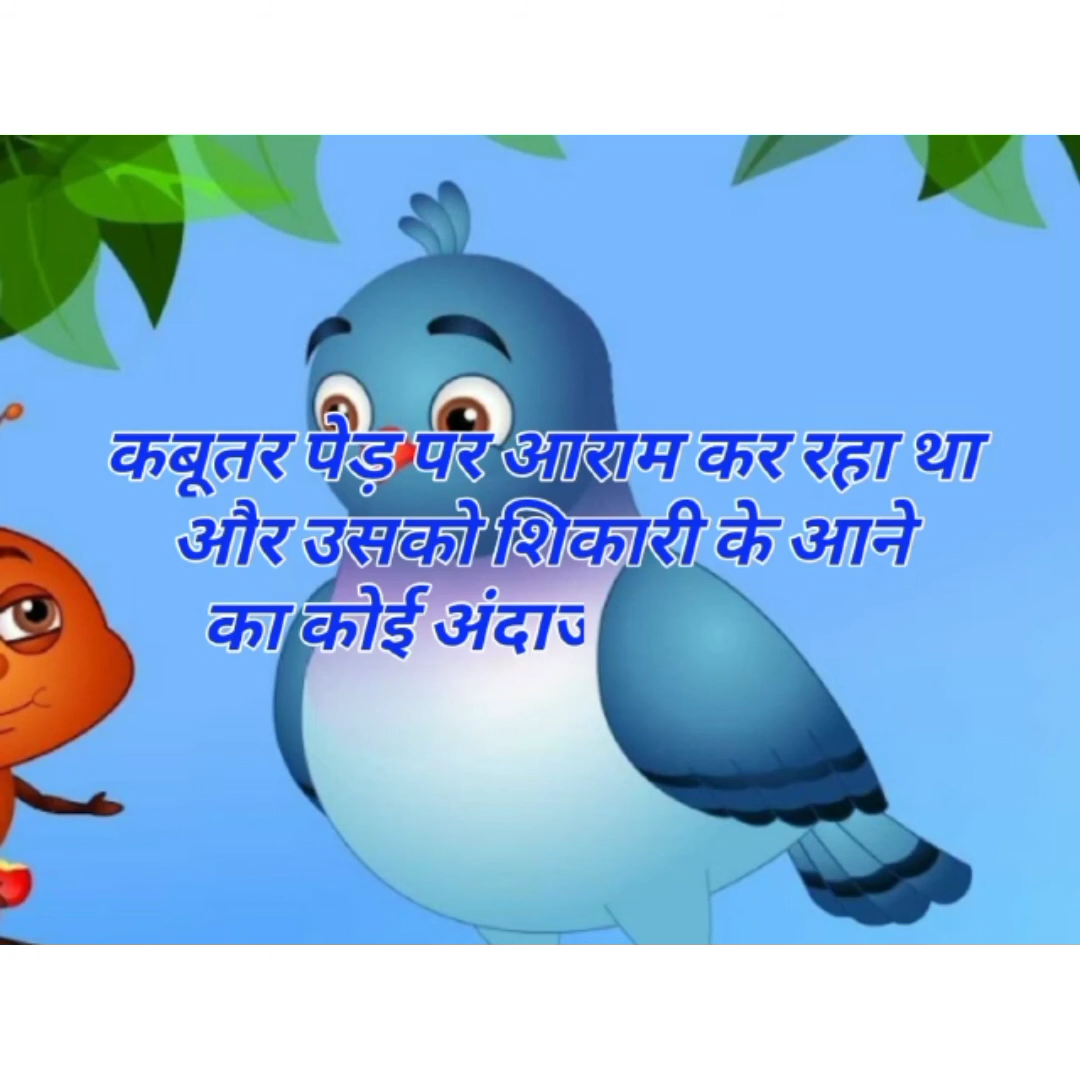 कबूतर पेड़ पर आराम कर रहा था
और उसको शिकारी के आने
का कोई